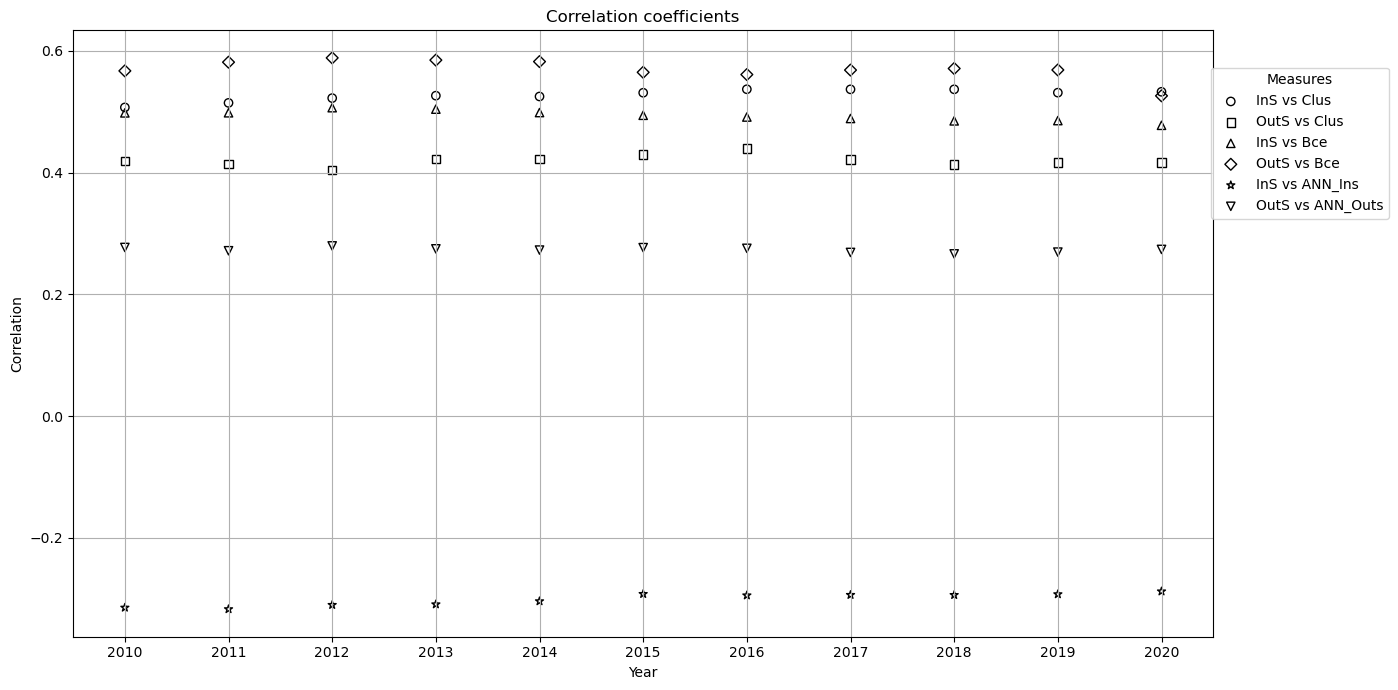 Correlation coefficients
0.6
0.4
0.2
0.0
−0.2
Correlation
2010 2011 2012 2013 2014 2015 2016 2017 2018 2019 2020
Year
Measures
InS vs Clus
OutS vs Clus
InS vs Bce
OutS vs Bce
InS vs ANN_Ins
OutS vs ANN_Outs